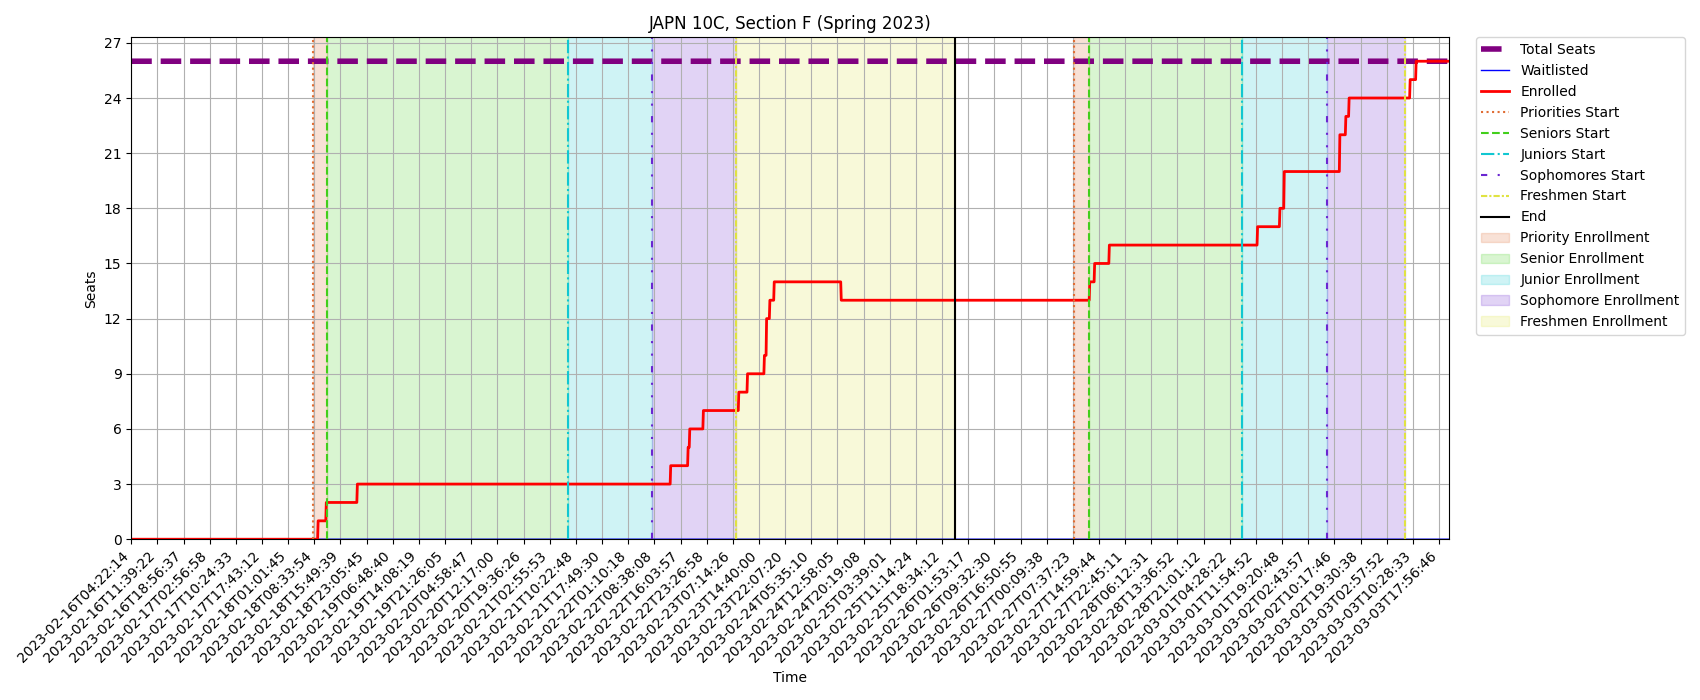 JAPN 10C, Section F (Spring 2023)
27
24
21
18
15
12
9
6
3
0
Seats
2023-02-16T04:22:14
2023-02-16T11:39:22
2023-02-16T18:56:37
2023-02-17T02:56:58
2023-02-17T10:24:33
2023-02-17T17:43:12
2023-02-18T01:01:45
2023-02-18T08:33:54
2023-02-18T15:49:39
2023-02-18T23:05:45
2023-02-19T06:48:40
2023-02-19T14:08:19
2023-02-19T21:26:05
2023-02-20T04:58:47
2023-02-20T12:17:00
2023-02-20T19:36:26
2023-02-21T02:55:53
2023-02-21T10:22:48
2023-02-21T17:49:30
2023-02-22T01:10:18
2023-02-22T08:38:08
2023-02-22T16:03:57
2023-02-22T23:26:58
2023-02-23T07:14:26
2023-02-23T14:40:00
2023-02-23T22:07:20
2023-02-24T05:35:10
2023-02-24T12:58:05
2023-02-24T20:19:08
2023-02-25T03:39:01
2023-02-25T11:14:24
2023-02-25T18:34:12
2023-02-26T01:53:17
2023-02-26T09:32:30
2023-02-26T16:50:55
2023-02-27T00:09:38
2023-02-27T07:37:23
2023-02-27T14:59:44
2023-02-27T22:45:11
2023-02-28T06:12:31
2023-02-28T13:36:52
2023-02-28T21:01:12
2023-03-01T04:28:22
2023-03-01T11:54:52
2023-03-01T19:20:48
2023-03-02T02:43:57
2023-03-02T10:17:46
2023-03-02T19:30:38
2023-03-03T02:57:52
2023-03-03T10:28:33
2023-03-03T17:56:46
Time
Total Seats
Waitlisted
Enrolled
Priorities Start
Seniors Start
Juniors Start
Sophomores Start
Freshmen Start
End
Priority Enrollment
Senior Enrollment
Junior Enrollment
Sophomore Enrollment
Freshmen Enrollment